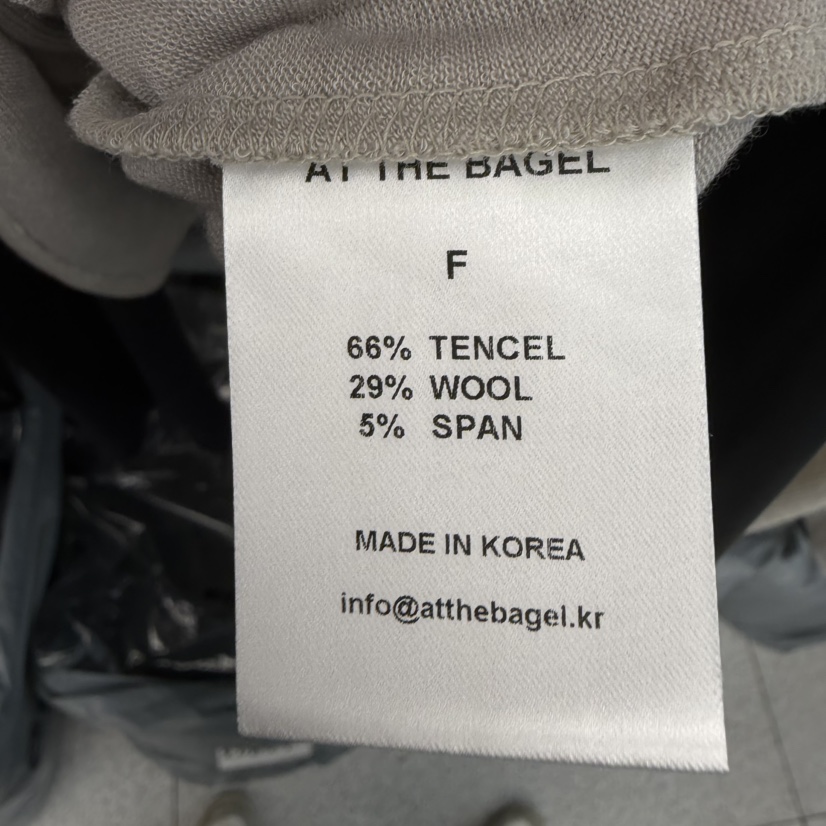 AT THE BAGEL
F
66% TENCEL
29% WOOL
5% SPAN
MADE IN KOREA
info@atthebagel.kr